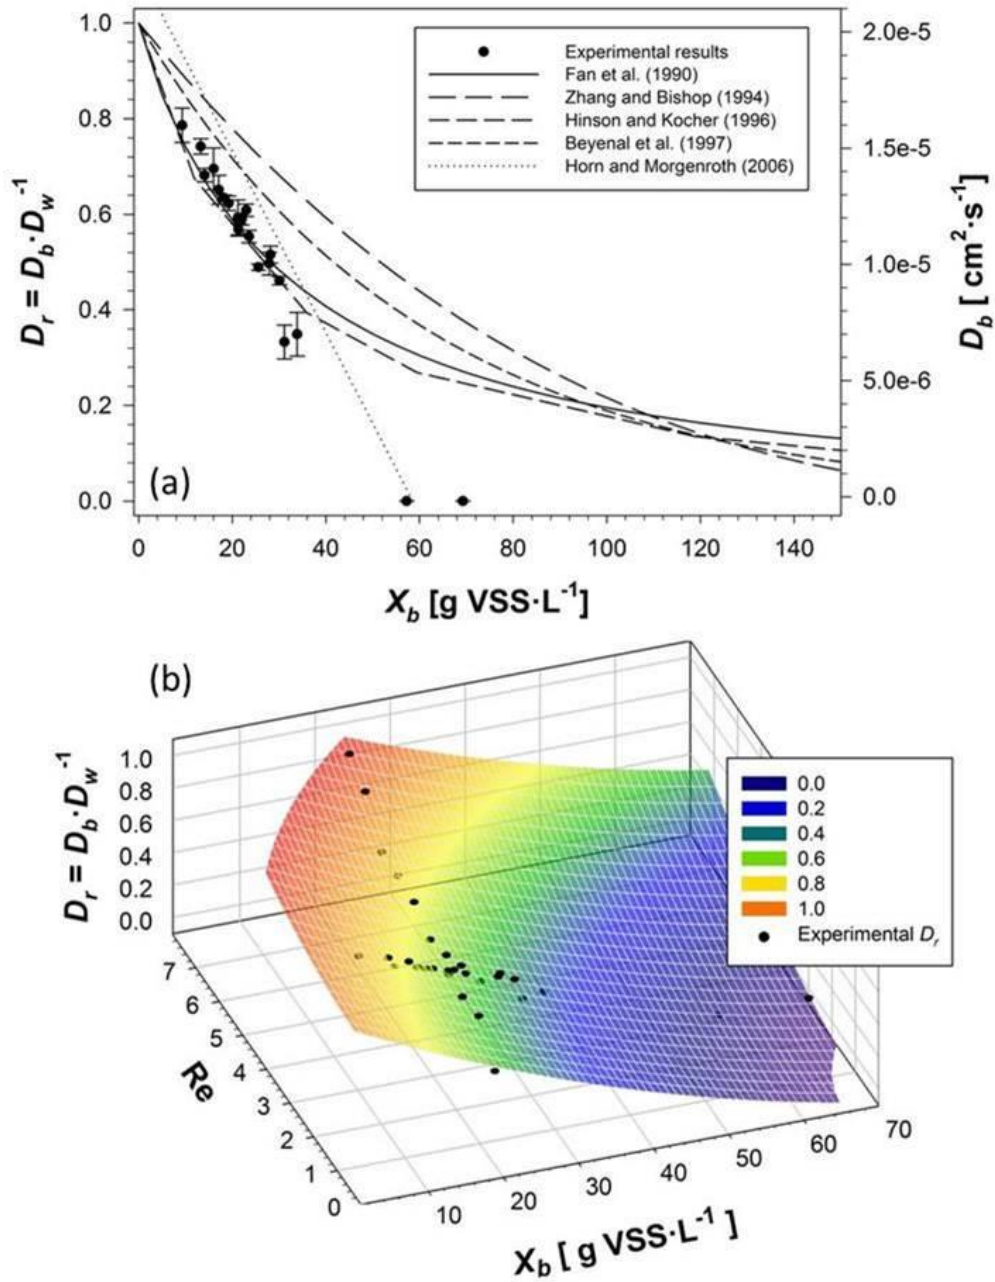 1.0
0.8
0.6
0.4
0.2
0.0
D_r = D_b·D_w^-1
2.0e-5
1.5e-5
1.0e-5
5.0e-6
0.0
D_b [ cm^2·s^-1]
Experimental results
Fan et al. (1990)
Zhang and Bishop (1994)
Hinson and Kocher (1996)
Beyenal et al. (1997)
Horn and Morgenroth (2006)
(a)
0 20 40 60 80 100 120 140
X_b [g VSS·L^-1]
(b)
1.0
0.8
0.6
0.4
0.2
0.0
D_r = D_b·D_w^-1
7
6
5
4
3
2
1
0
Re
0.0
0.2
0.4
0.6
0.8
1.0
Experimental D_r
10 20 30 40 50 60 70
X_b [ g VSS·L^-1 ]